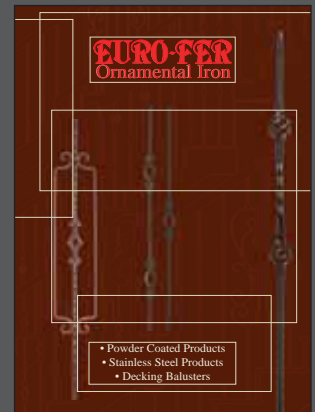 EURO-FER
Ornamental Iron
• Powder Coated Products
• Stainless Steel Products
• Decking Balusters